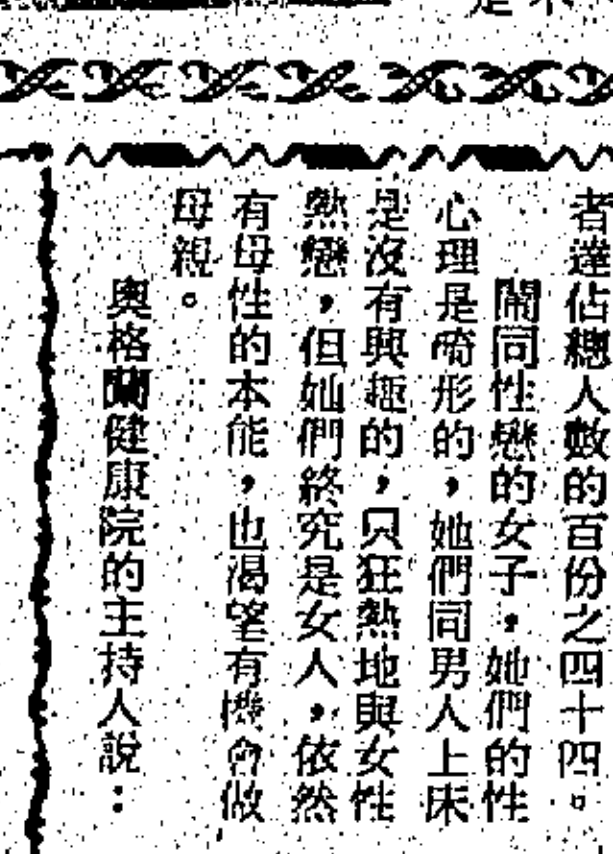 者達佔總人數的百份之四十四。
鬧同性戀的女子，她們的性
心理是畸形的，她們同男人上床
是沒有興趣的，只狂熱地與女性
熱戀，但她們終究是女人，依然
有母性的本能，也渴望有機會做
母親。
奧格蘭健康院的主持人說：